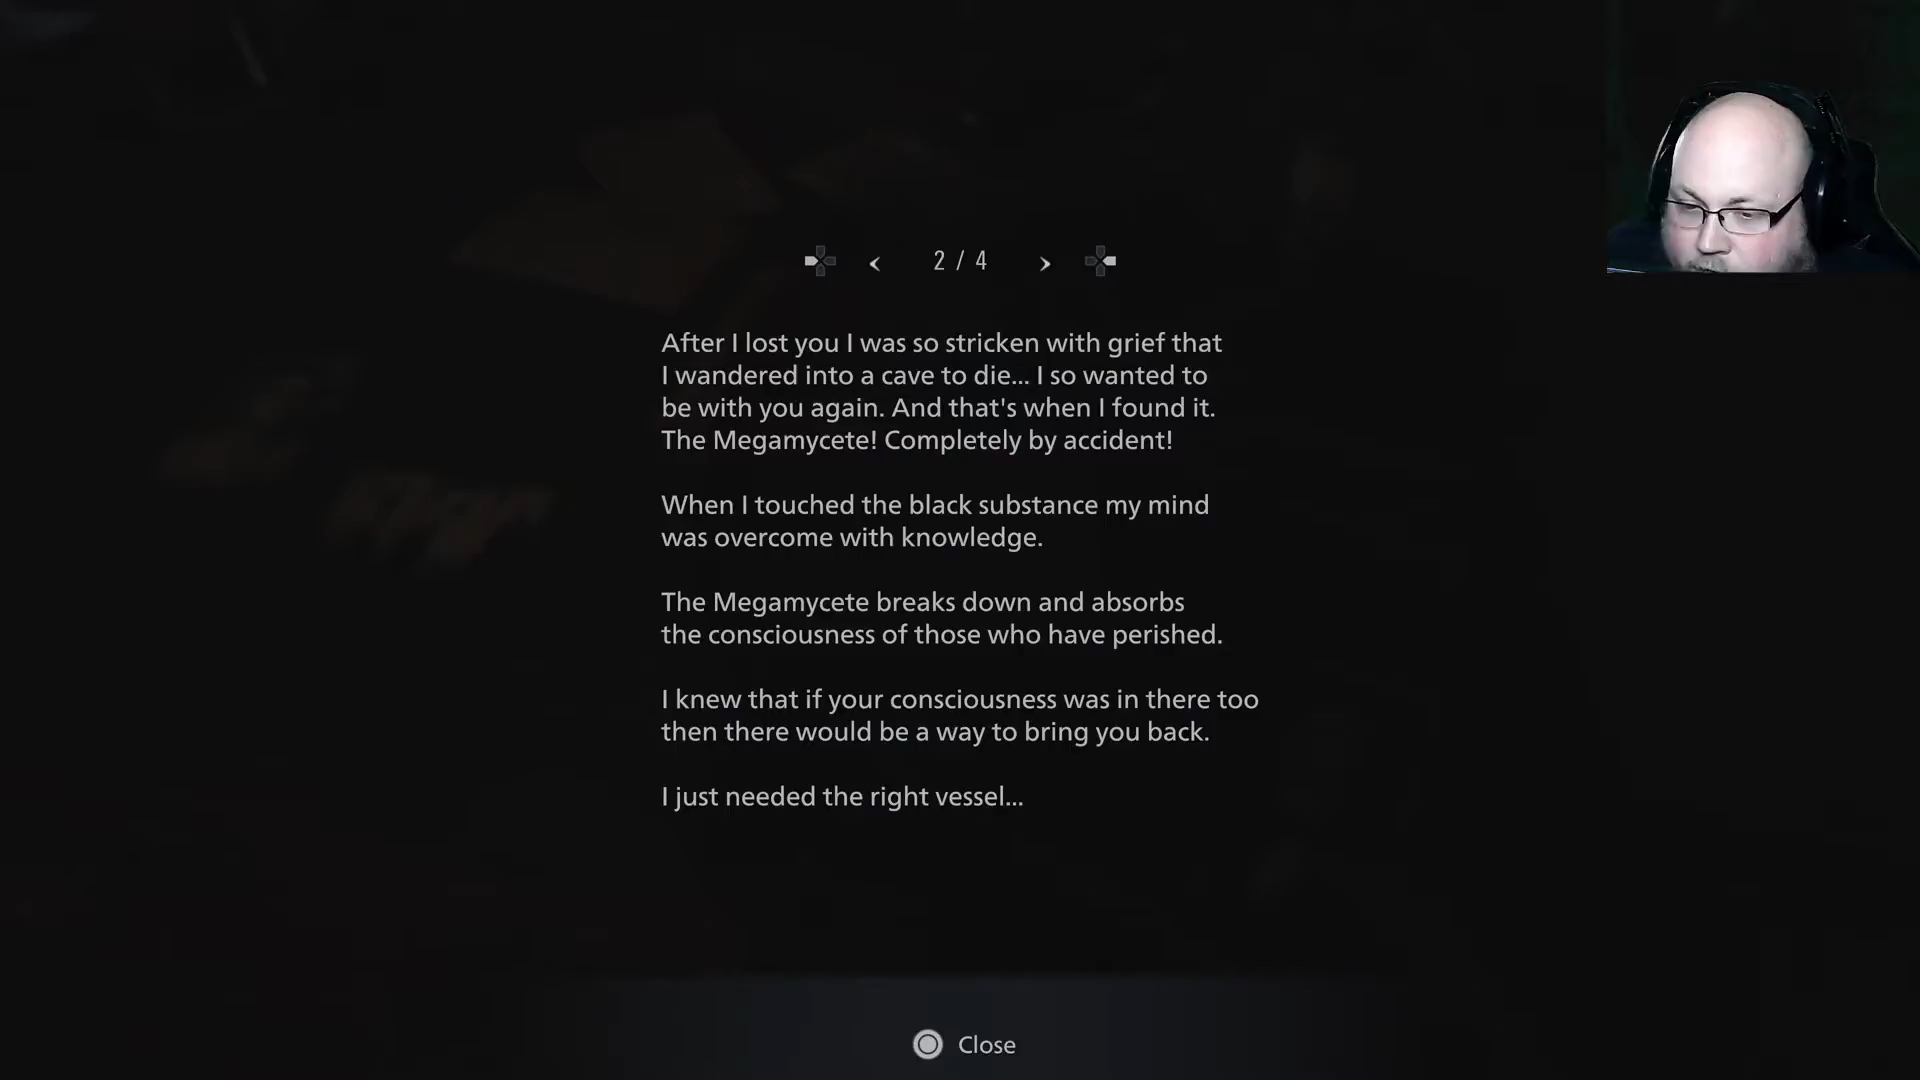 2 / 4
After I lost you I was so stricken with grief that
I wandered into a cave to die... I so wanted to
be with you again. And that's when I found it.
The Megamycete! Completely by accident!
When I touched the black substance my mind
was overcome with knowledge.
The Megamycete breaks down and absorbs
the consciousness of those who have perished.
I knew that if your consciousness was in there too
then there would be a way to bring you back.
I just needed the right vessel...
Close